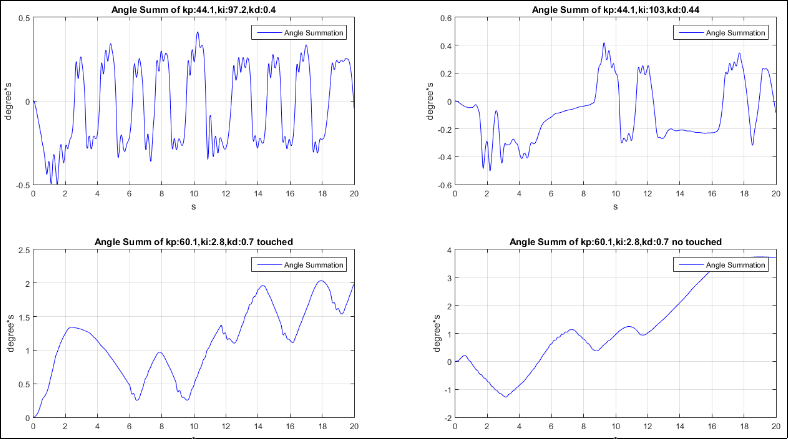 Angle Summ of kp:44.1,ki:97.2,kd:0.4
Angle Summation
0.5
0
-0.5
degree*s
0 2 4 6 8 10 12 14 16 18 20
s
Angle Summ of kp:44.1,ki:103,kd:0.44
Angle Summation
0.6
0.4
0.2
0
-0.2
-0.4
-0.6
degree*s
0 2 4 6 8 10 12 14 16 18 20
s
Angle Summ of kp:60.1,ki:2.8,kd:0.7 touched
Angle Summation
2.5
2
1.5
1
0.5
0
degree*s
0 2 4 6 8 10 12 14 16 18 20
Angle Summ of kp:60.1,ki:2.8,kd:0.7 no touched
Angle Summation
4
3
2
1
0
-1
-2
degree*s
0 2 4 6 8 10 12 14 16 18 20